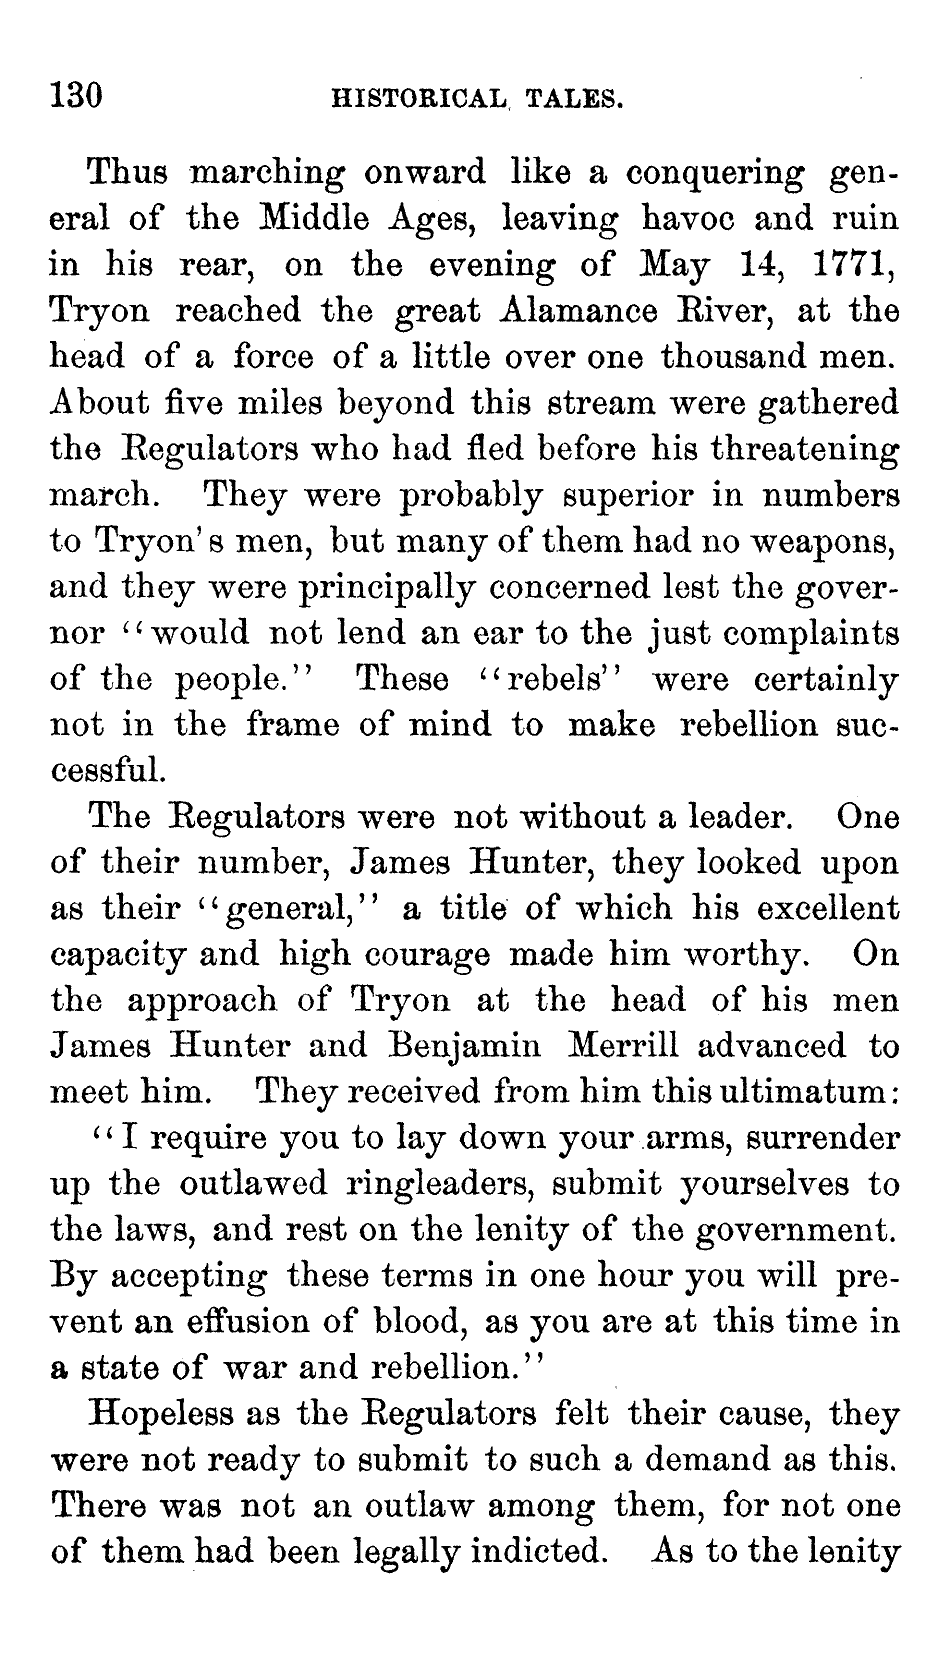 130 HISTORICAL TALES.
Thus marching onward like a conquering gen-
eral of the Middle Ages, leaving havoc and ruin
in his rear, on the evening of May 14, 1771,
Tryon reached the great Alamance River, at the
head of a force of a little over one thousand men.
About five miles beyond this stream were gathered
the Regulators who had fled before his threatening
march. They were probably superior in numbers
to Tryon's men, but many of them had no weapons,
and they were principally concerned lest the gover-
nor "would not lend an ear to the just complaints
of the people." These "rebels" were certainly
not in the frame of mind to make rebellion suc-
cessful.
The Regulators were not without a leader. One
of their number, James Hunter, they looked upon
as their "general," a title of which his excellent
capacity and high courage made him worthy. On
the approach of Tryon at the head of his men
James Hunter and Benjamin Merrill advanced to
meet him. They received from him this ultimatum:
"I require you to lay down your arms, surrender
up the outlawed ringleaders, submit yourselves to
the laws, and rest on the lenity of the government.
By accepting these terms in one hour you will pre-
vent an effusion of blood, as you are at this time in
a state of war and rebellion."
Hopeless as the Regulators felt their cause, they
were not ready to submit to such a demand as this.
There was not an outlaw among them, for not one
of them had been legally indicted. As to the lenity